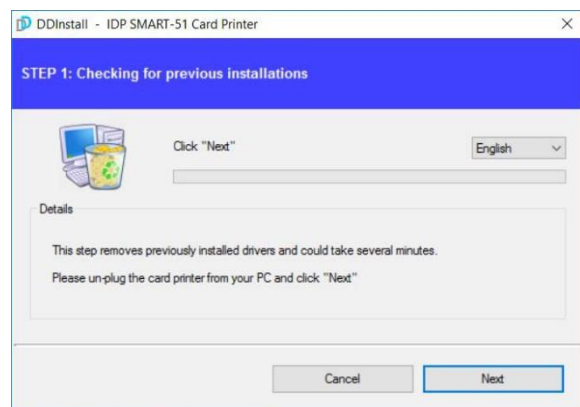 DDInstall - IDP SMART-51 Card Printer
STEP 1: Checking for previous installations
Click "Next"
English
Details
This step removes previously installed drivers and could take several minutes.
Please un-plug the card printer from your PC and click "Next"
Cancel
Next